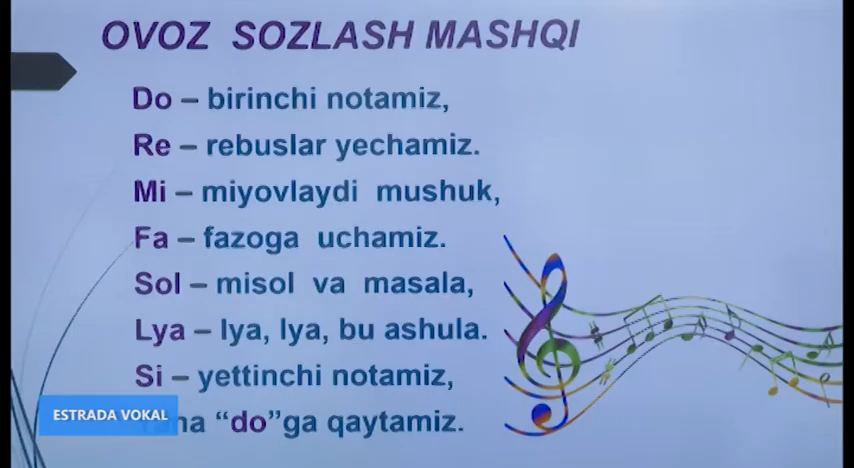 OVOZ SOZLASH MASHQI
Do – birinchi notamiz,
Re – rebuslar yechamiz.
Mi – miyovlaydi mushuk,
Fa – fazoga uchamiz.
Sol – misol va masala,
Lya – lya, lya, bu ashula.
Si – yettinchi notamiz,
“do”ga qaytamiz.
ESTRADA VOKAL